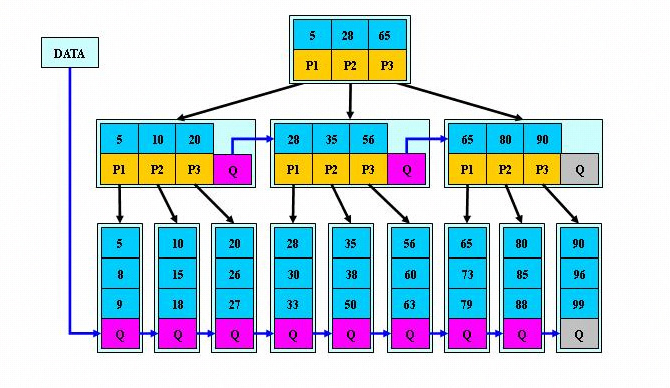 5 28 65
DATA
P1 P2 P3
5 10 20
28 35 56
65 80 90
P1 P2 P3 Q
P1 P2 P3 Q
P1 P2 P3 Q
5 10 20 28 35 56 65 80 90
8 15 26 30 38 60 73 85 96
9 18 27 33 50 63 79 88 99
Q Q Q Q Q Q Q Q Q